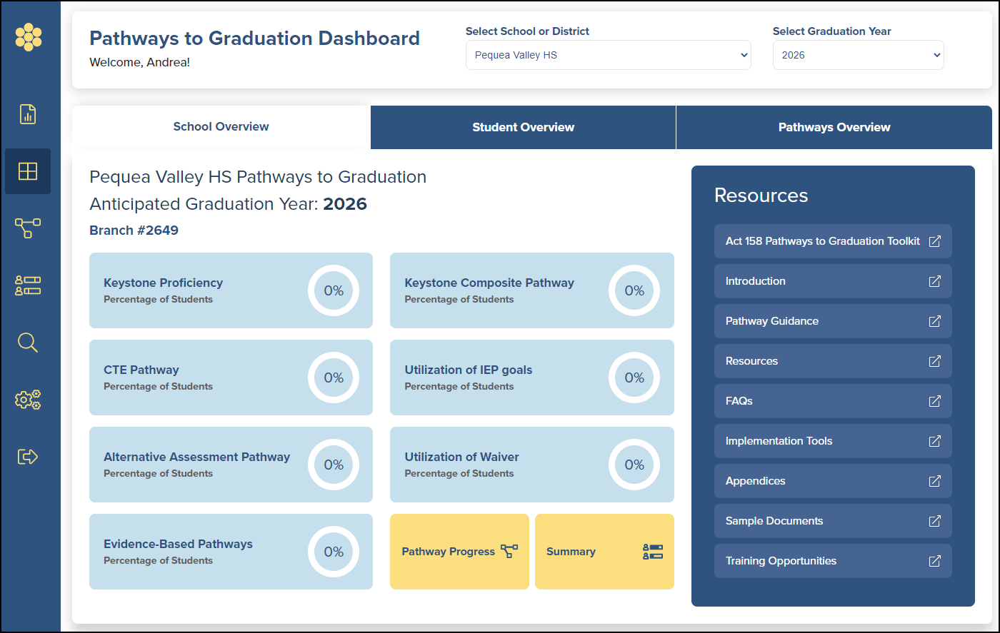 Pathways to Graduation Dashboard
Welcome, Andrea!
Select School or District
Pequea Valley HS
Select Graduation Year
2026
School Overview
Student Overview
Pathways Overview
Pequea Valley HS Pathways to Graduation
Anticipated Graduation Year: 2026
Branch #2649
Keystone Proficiency
Percentage of Students
0%
Keystone Composite Pathway
Percentage of Students
0%
CTE Pathway
Percentage of Students
0%
Utilization of IEP goals
Percentage of Students
0%
Alternative Assessment Pathway
Percentage of Students
0%
Utilization of Waiver
Percentage of Students
0%
Evidence-Based Pathways
Percentage of Students
0%
Pathway Progress
Summary
Resources
Act 158 Pathways to Graduation Toolkit
Introduction
Pathway Guidance
Resources
FAQs
Implementation Tools
Appendices
Sample Documents
Training Opportunities